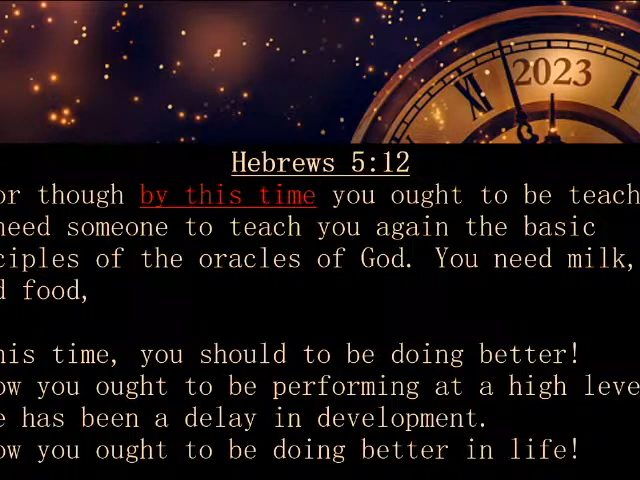 2023
XI
I
Hebrews 5:12
or though by this time you ought to be teach
need someone to teach you again the basic
ciples of the oracles of God. You need milk,
d food,
his time, you should to be doing better!
ow you ought to be performing at a high leve
e has been a delay in development.
ow you ought to be doing better in life!